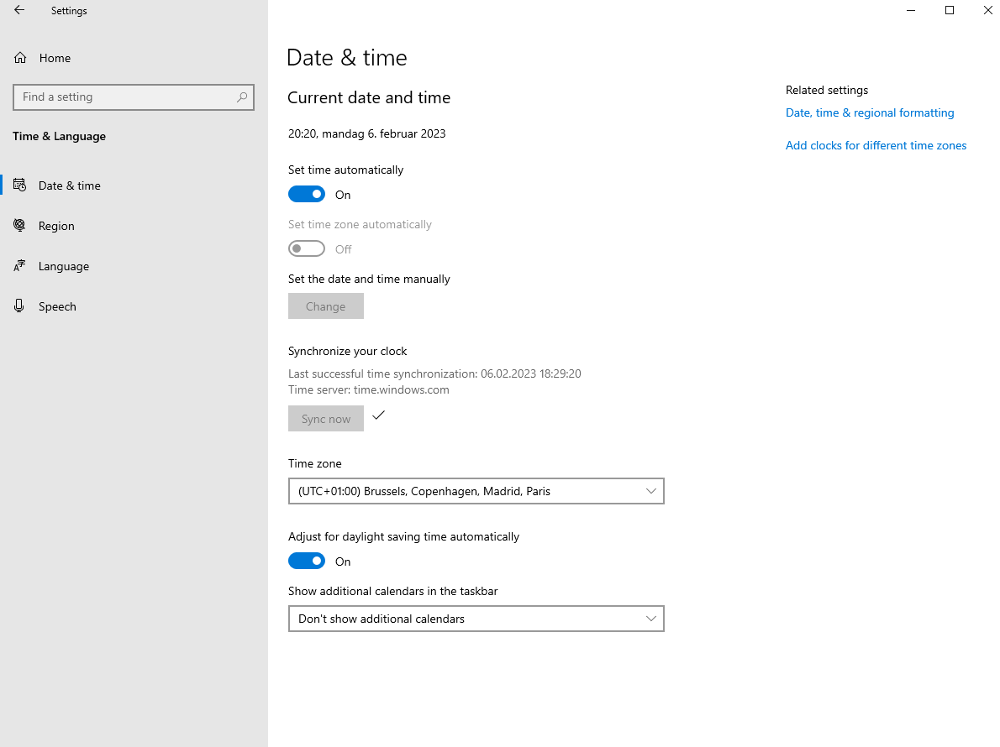 Settings
Home
Find a setting
Time & Language
Date & time
Region
Language
Speech
Date & time
Current date and time
20:20, mandag 6. februar 2023
Set time automatically
On
Set time zone automatically
Off
Set the date and time manually
Change
Synchronize your clock
Last successful time synchronization: 06.02.2023 18:29:20
Time server: time.windows.com
Sync now
Time zone
(UTC+01:00) Brussels, Copenhagen, Madrid, Paris
Adjust for daylight saving time automatically
On
Show additional calendars in the taskbar
Don't show additional calendars
Related settings
Date, time & regional formatting
Add clocks for different time zones